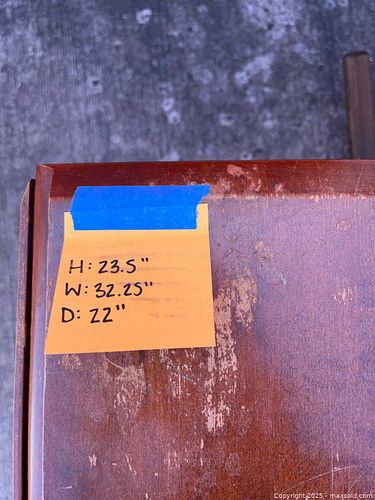 H: 23.5"
W: 32.25"
D: 22"
Copyright 2025 - maxsold.com